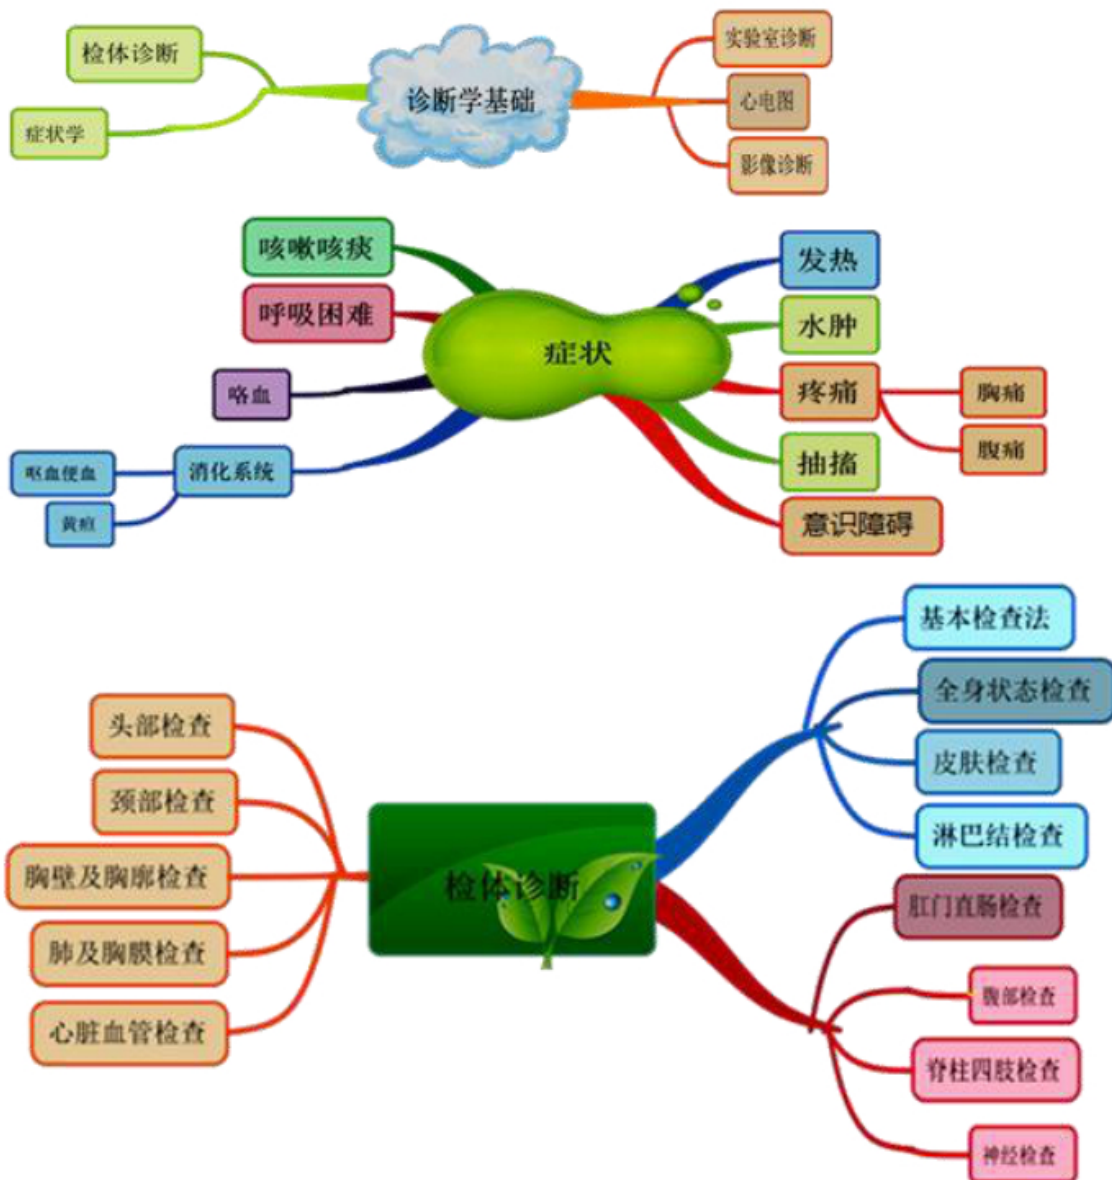 检体诊断
症状学
诊断学基础
实验室诊断
心电图
影像诊断
咳嗽咳痰
呼吸困难
咯血
消化系统
呕血便血
黄疸
症状
发热
水肿
疼痛
胸痛
腹痛
抽搐
意识障碍
头部检查
颈部检查
胸壁及胸廓检查
肺及胸膜检查
心脏血管检查
检体诊断
基本检查法
全身状态检查
皮肤检查
淋巴结检查
肛门直肠检查
腹部检查
脊柱四肢检查
神经检查